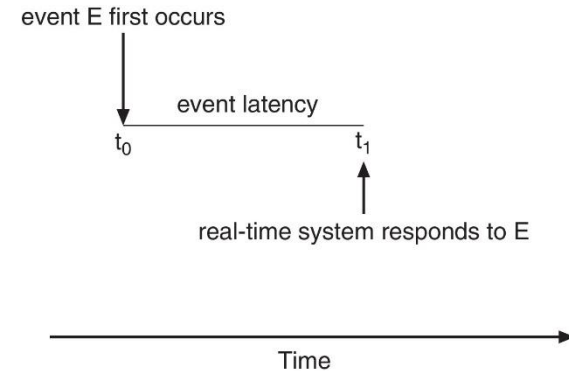 event E first occurs
event latency
t₀
t₁
real-time system responds to E
Time